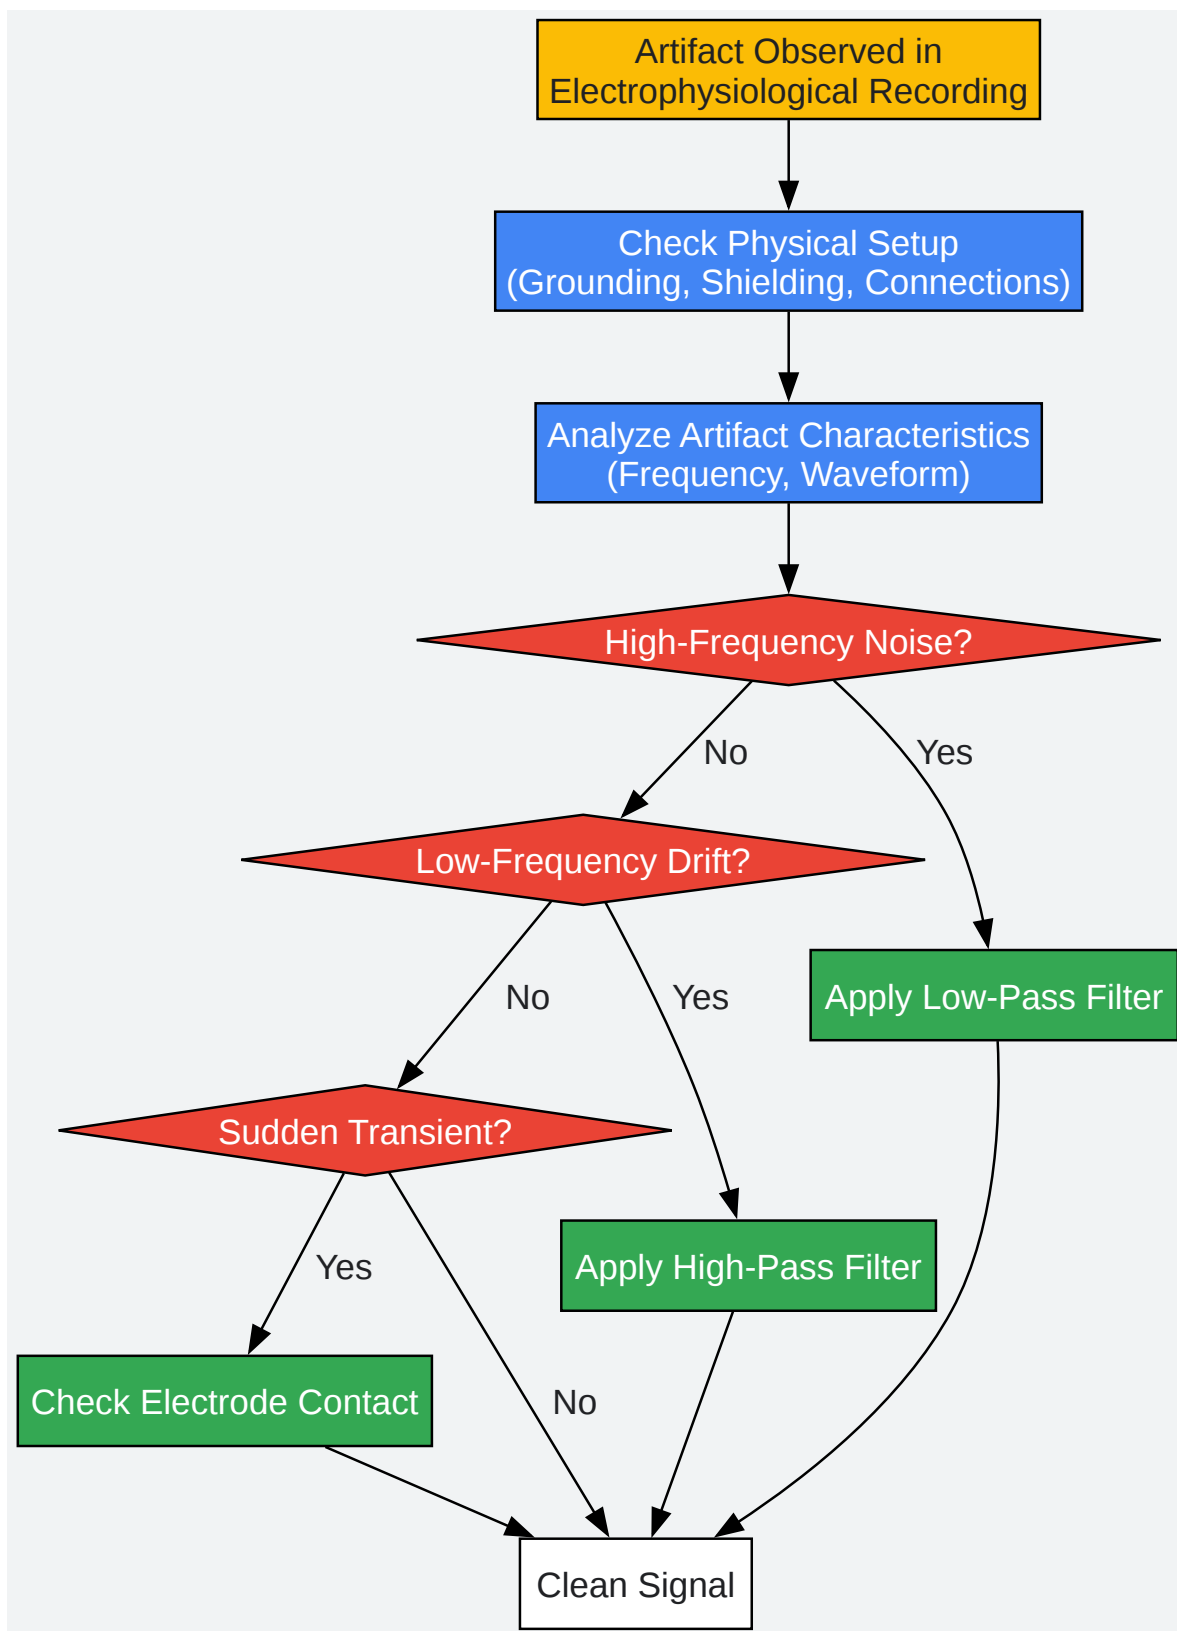 Artifact Observed in
Electrophysiological Recording
Check Physical Setup
(Grounding, Shielding, Connections)
Analyze Artifact Characteristics
(Frequency, Waveform)
High-Frequency Noise?
No
Yes
Low-Frequency Drift?
No
Yes
Apply Low-Pass Filter
Sudden Transient?
Yes
Apply High-Pass Filter
Check Electrode Contact
No
Clean Signal